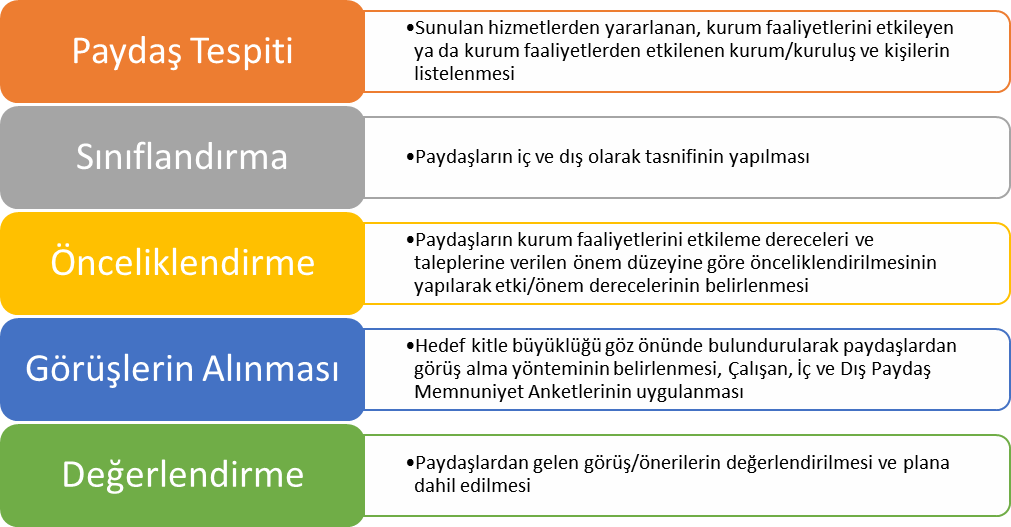 Paydaş Tespiti
•Sunulan hizmetlerden yararlanan, kurum faaliyetlerini etkileyen
ya da kurum faaliyetlerden etkilenen kurum/kuruluş ve kişilerin
listelenmesi
Sınıflandırma
•Paydaşların iç ve dış olarak tasnifinin yapılması
Önceliklendirme
•Paydaşların kurum faaliyetlerini etkileme dereceleri ve
taleplerine verilen önem düzeyine göre önceliklendirilmesinin
yapılarak etki/önem derecelerinin belirlenmesi
Görüşlerin Alınması
•Hedef kitle büyüklüğü göz önünde bulundurularak paydaşlardan
görüş alma yönteminin belirlenmesi, Çalışan, İç ve Dış Paydaş
Memnuniyet Anketlerinin uygulanması
Değerlendirme
•Paydaşlardan gelen görüş/önerilerin değerlendirilmesi ve plana
dahil edilmesi